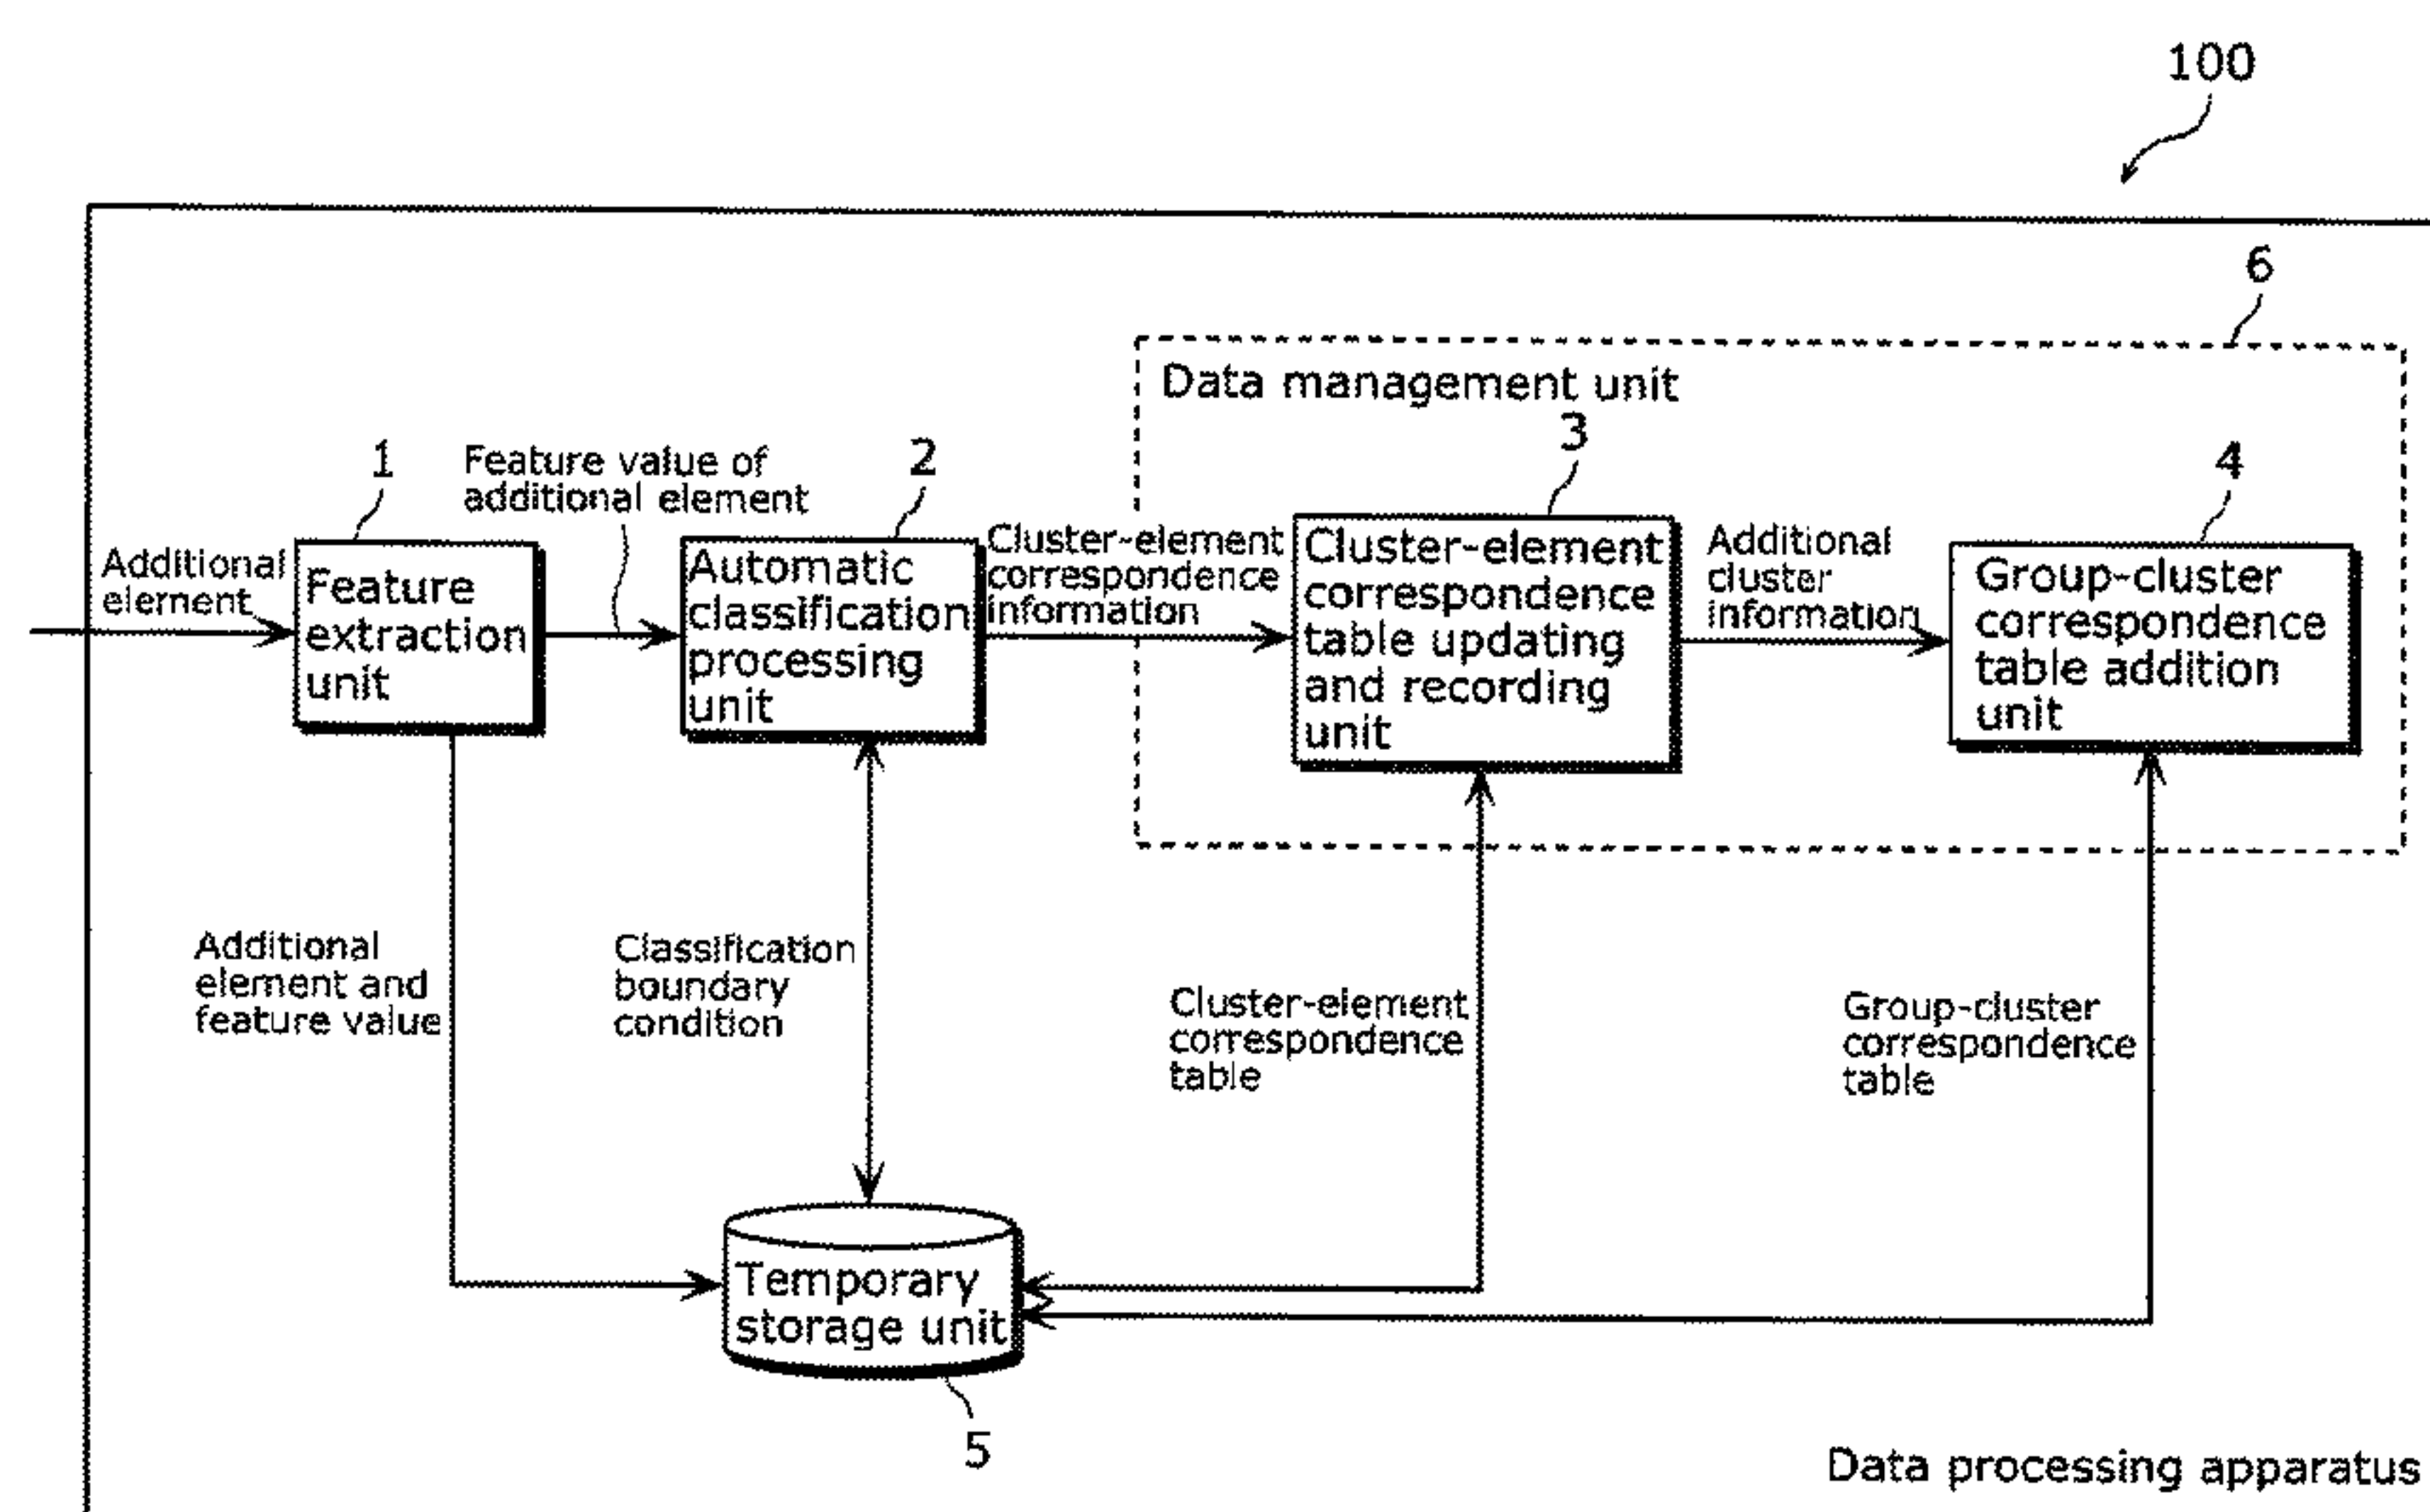 100
6
Data management unit
1
Feature value of
additional element
2
3
4
Additional
element
Feature
extraction
unit
Automatic
classification
processing
unit
Cluster-element
correspondence
information
Cluster-element
correspondence
table updating
and recording
unit
Additional
cluster
information
Group-cluster
correspondence
table addition
unit
Additional
element and
feature value
Classification
boundary
condition
Cluster-element
correspondence
table
Group-cluster
correspondence
table
Temporary
storage unit
5
Data processing apparatus